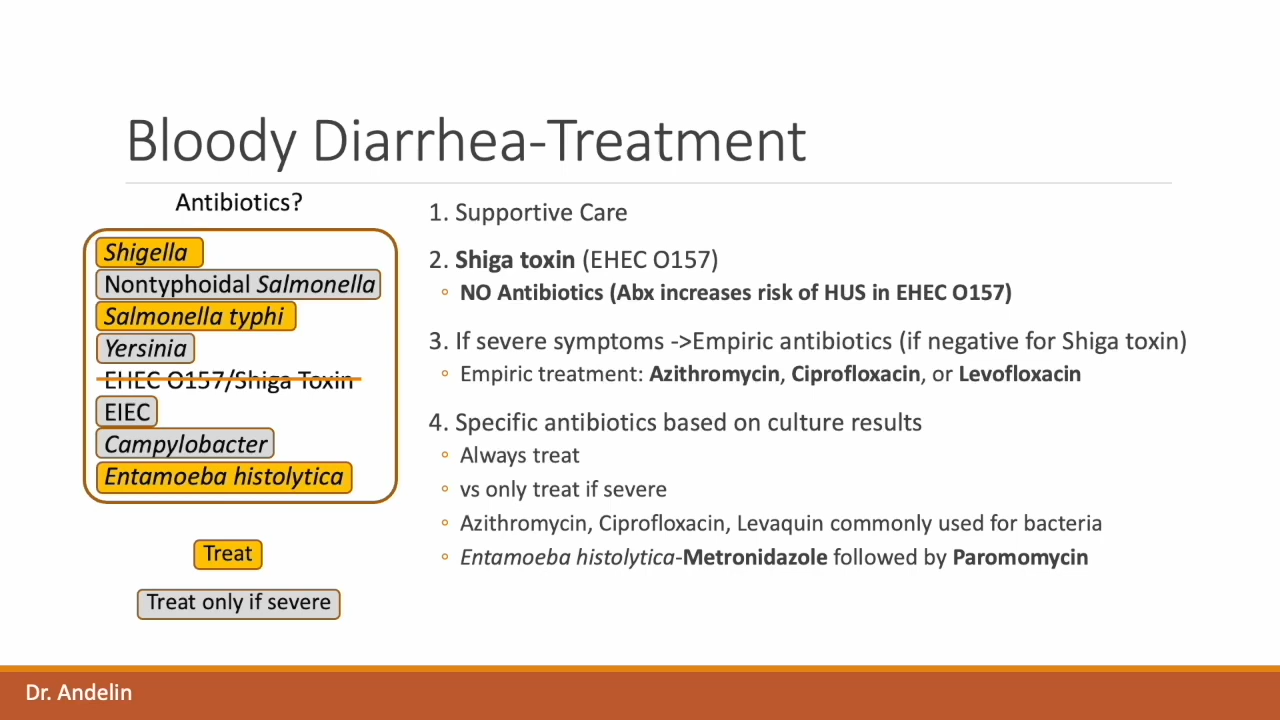 Bloody Diarrhea-Treatment
Antibiotics?
Shigella
Nontyphoidal Salmonella
Salmonella typhi
Yersinia
EHEC O157/Shiga Toxin
EIEC
Campylobacter
Entamoeba histolytica
Treat
Treat only if severe
1. Supportive Care
2. Shiga toxin (EHEC O157)
◦ NO Antibiotics (Abx increases risk of HUS in EHEC O157)
3. If severe symptoms ->Empiric antibiotics (if negative for Shiga toxin)
◦ Empiric treatment: Azithromycin, Ciprofloxacin, or Levofloxacin
4. Specific antibiotics based on culture results
◦ Always treat
◦ vs only treat if severe
◦ Azithromycin, Ciprofloxacin, Levaquin commonly used for bacteria
◦ Entamoeba histolytica-Metronidazole followed by Paromomycin
Dr. Andelin